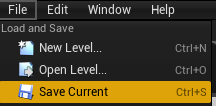 File Edit Window Help
Load and Save
New Level... Ctrl+N
Open Level... Ctrl+O
Save Current Ctrl+S